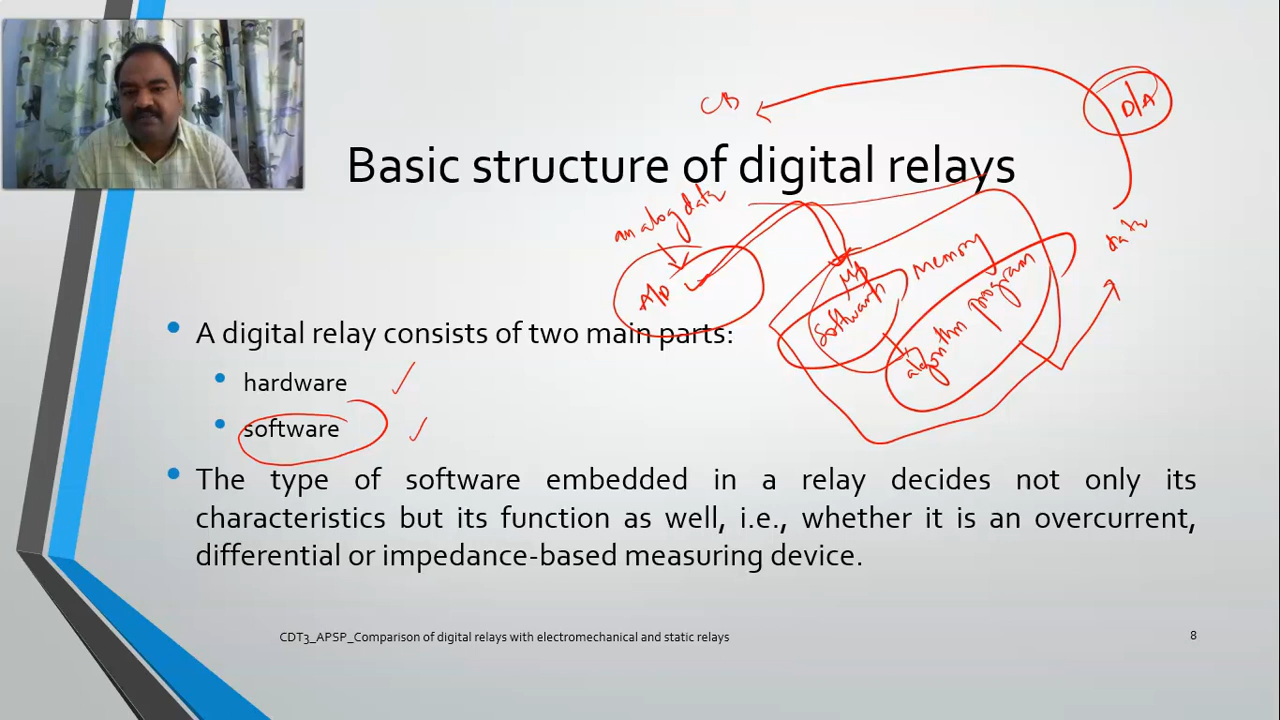 CB
D/A
Basic structure of digital relays
analog data
data
A/D
μp
Memory
software
algorithm program
• A digital relay consists of two main parts:
• hardware
• software
• The type of software embedded in a relay decides not only its
characteristics but its function as well, i.e., whether it is an overcurrent,
differential or impedance-based measuring device.
CDT3_APSP_Comparison of digital relays with electromechanical and static relays
8